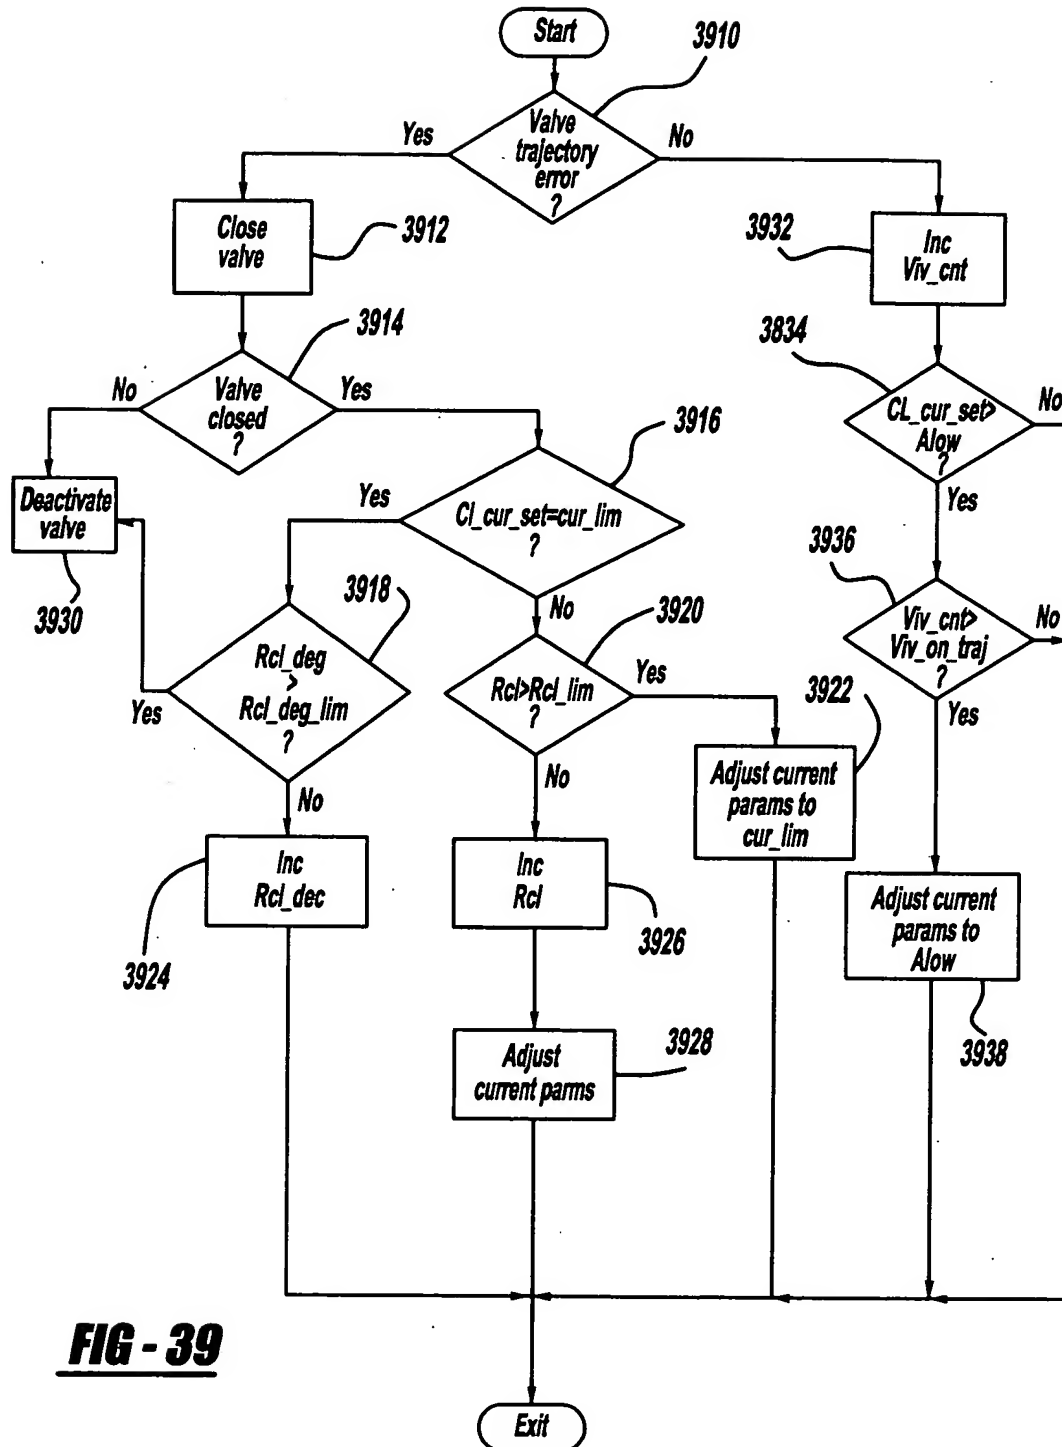 Start
3910
Valve
trajectory
error
?
Yes
No
Close
valve
3912
Inc
Viv_cnt
3932
3914
Valve
closed
?
No
Yes
3834
CL_cur_set>
Alow
?
No
Yes
3916
Cl_cur_set=cur_lim
?
Yes
No
Deactivate
valve
3930
3918
Rcl_deg
>
Rcl_deg_lim
?
Yes
No
3920
Rcl>Rcl_lim
?
Yes
No
3936
Viv_cnt>
Viv_on_traj
?
No
Yes
3922
Adjust current
params to
cur_lim
Inc
Rcl_dec
3924
Inc
Rcl
3926
Adjust current
params to
Alow
3938
Adjust
current parms
3928
FIG - 39
Exit